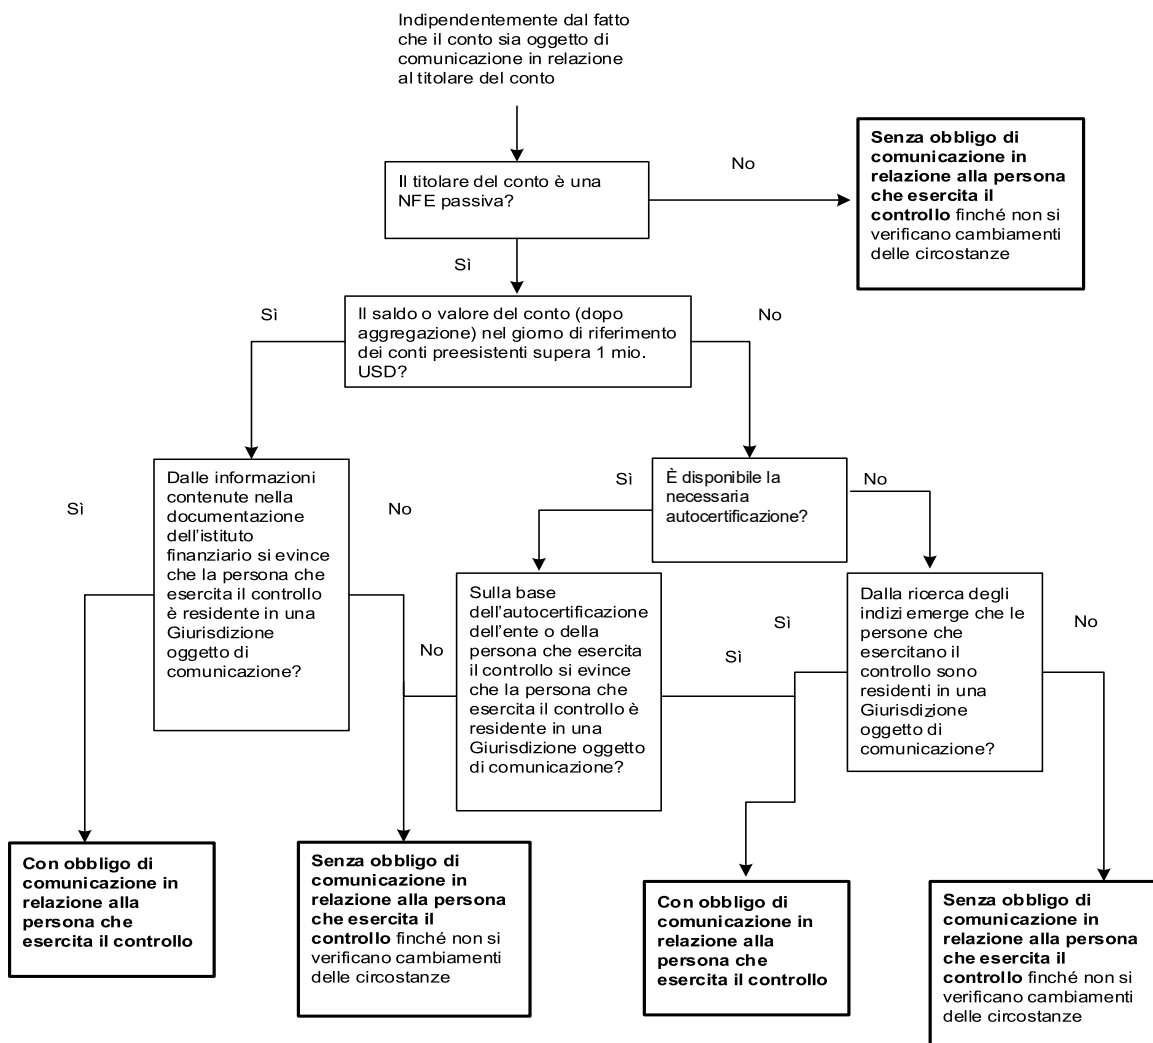 Indipendentemente dal fatto
che il conto sia oggetto di
comunicazione in relazione
al titolare del conto
Il titolare del conto è una
NFE passiva?
No
Senza obbligo di
comunicazione in
relazione alla persona
che esercita il
controllo finché non si
verificano cambiamenti
delle circostanze
Sì
Il saldo o valore del conto (dopo
aggregazione) nel giorno di riferimento
dei conti preesistenti supera 1 mio.
USD?
Sì
No
Dalle informazioni
contenute nella
documentazione
dell'istituto
finanziario si evince
che la persona che
esercita il controllo
è residente in una
Giurisdizione
oggetto di
comunicazione?
Sì
No
È disponibile la
necessaria
autocertificazione?
Sì
No
Sulla base
dell'autocertificazione
dell'ente o della
persona che esercita
il controllo si evince
che la persona che
esercita il controllo è
residente in una
Giurisdizione oggetto
di comunicazione?
No
Sì
Dalla ricerca degli
indizi emerge che le
persone che
esercitano il
controllo sono
residenti in una
Giurisdizione
oggetto di
comunicazione?
Sì
No
Con obbligo di
comunicazione in
relazione alla
persona che
esercita il controllo
Senza obbligo di
comunicazione in
relazione alla persona
che esercita il
controllo finché non si
verificano cambiamenti
delle circostanze
Con obbligo di
comunicazione in
relazione alla
persona che
esercita il controllo
Senza obbligo di
comunicazione in
relazione alla persona
che esercita il
controllo finché non si
verificano cambiamenti
delle circostanze